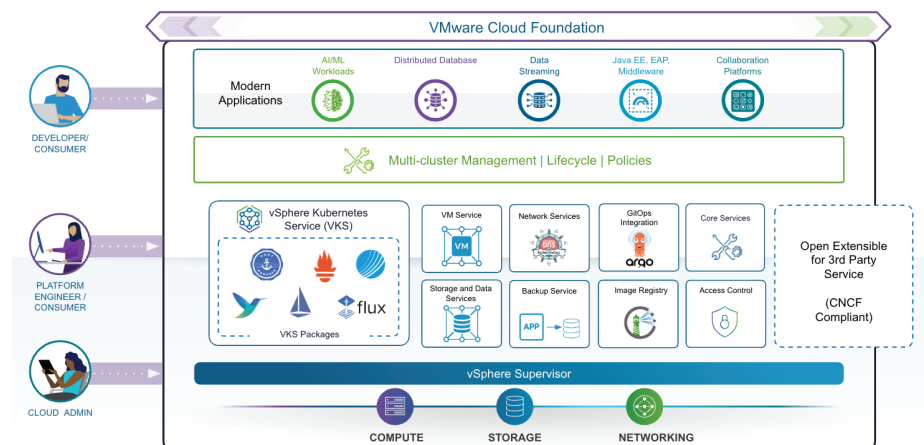 VMware Cloud Foundation
DEVELOPER/
CONSUMER
Modern
Applications
AI/ML
Workloads
Distributed Database
Data
Streaming
Java EE, EAP,
Middleware
Collaboration
Platforms
Multi-cluster Management | Lifecycle | Policies
PLATFORM
ENGINEER /
CONSUMER
vSphere Kubernetes
Service (VKS)
flux
VKS Packages
VM Service
VM
Network Services
DNS
GitOps
Integration
argo
Core Services
Storage and Data
Services
Backup Service
APP
Image Registry
Access Control
Open Extensible
for 3rd Party
Service
(CNCF
Compliant)
CLOUD ADMIN
vSphere Supervisor
COMPUTE
STORAGE
NETWORKING